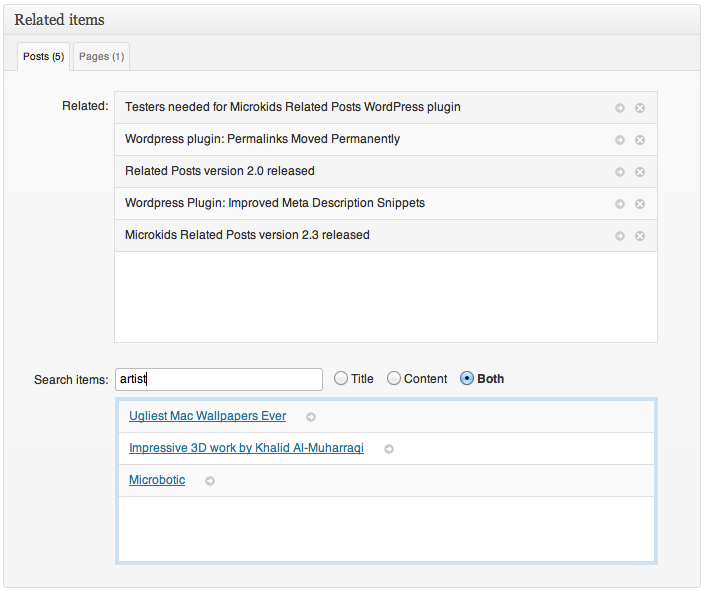 Related items
Posts (5) Pages (1)
Related:
Testers needed for Microkids Related Posts WordPress plugin
Wordpress plugin: Permalinks Moved Permanently
Related Posts version 2.0 released
Wordpress Plugin: Improved Meta Description Snippets
Microkids Related Posts version 2.3 released
Search items: artist Title Content Both
Ugliest Mac Wallpapers Ever
Impressive 3D work by Khalid Al-Muharraqi
Microbotic